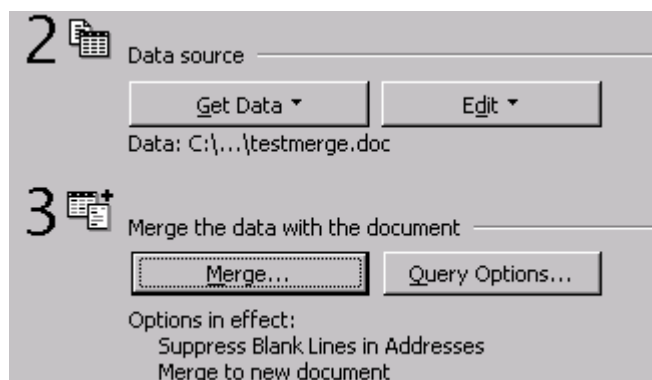 2
Data source
Get Data
Edit
Data: C:\...\testmerge.doc
3
Merge the data with the document
Merge...
Query Options...
Options in effect:
Suppress Blank Lines in Addresses
Merge to new document